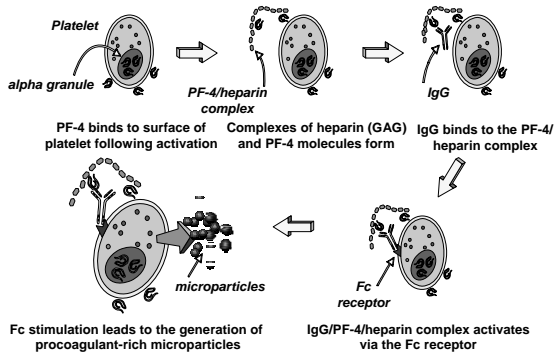 Platelet
alpha granule
PF-4 binds to surface of
platelet following activation
PF-4/heparin
complex
Complexes of heparin (GAG)
and PF-4 molecules form
IgG
IgG binds to the PF-4/
heparin complex
microparticles
Fc stimulation leads to the generation of
procoagulant-rich microparticles
Fc
receptor
IgG/PF-4/heparin complex activates
via the Fc receptor